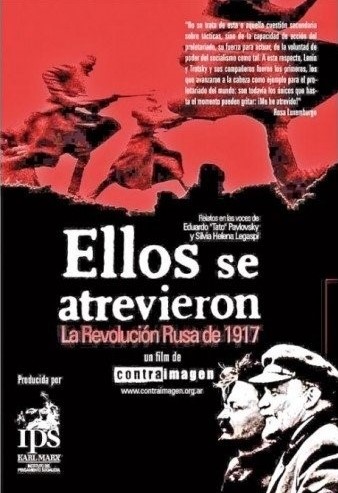 "No se trata de esta o aquella cuestión secundaria
sobre tácticas, sino de la capacidad de acción del
proletariado, su fuerza para actuar, de la voluntad de
poder del socialismo como tal. A este respecto, Lenin
y Trotsky y sus compañeros fueron los primeros, los
que avanzaron a la cabeza como ejemplo para el pro-
letariado del mundo; son todavía los únicos que has-
ta el momento pueden gritar: ¡Me he atrevido!"
Rosa Luxemburgo
Relatos en las voces de
Eduardo "Tato" Pavlovsky
y Silvia Helena Legaspi
Ellos se
atrevieron
La Revolución Rusa de 1917
un film de
contraimagen
www.contraimagen.org.ar
Producida por
ips
KARL MARX
INSTITUTO DE
PENSAMIENTO SOCIALISTA